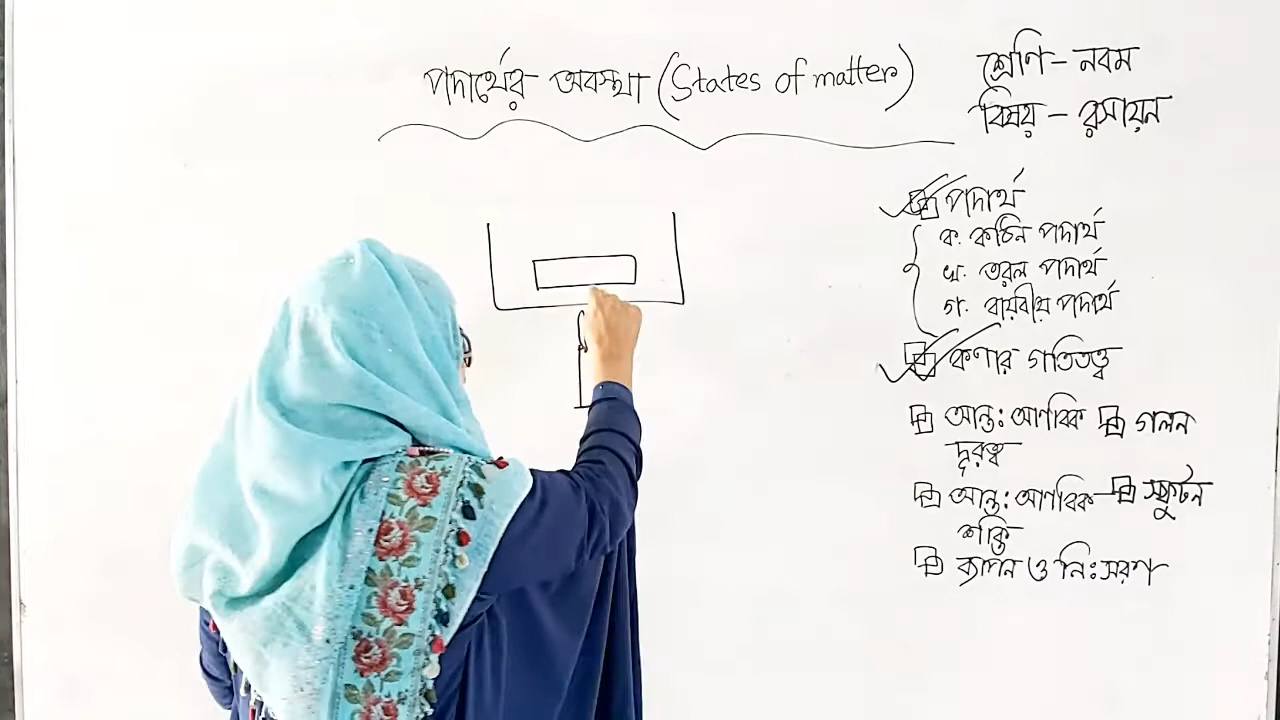 পদার্থের অবস্থা (States of matter)
শ্রেণি - নবম
বিষয় - রসায়ন
পদার্থ
ক. কঠিন পদার্থ
খ. তরল পদার্থ
গ. বায়বীয় পদার্থ
কণার গতিতত্ত্ব
আন্ত:আণবিক দূরত্ব
গলন
আন্ত:আণবিক শক্তি
স্ফুটন
ব্যাপন ও নি:সরণ